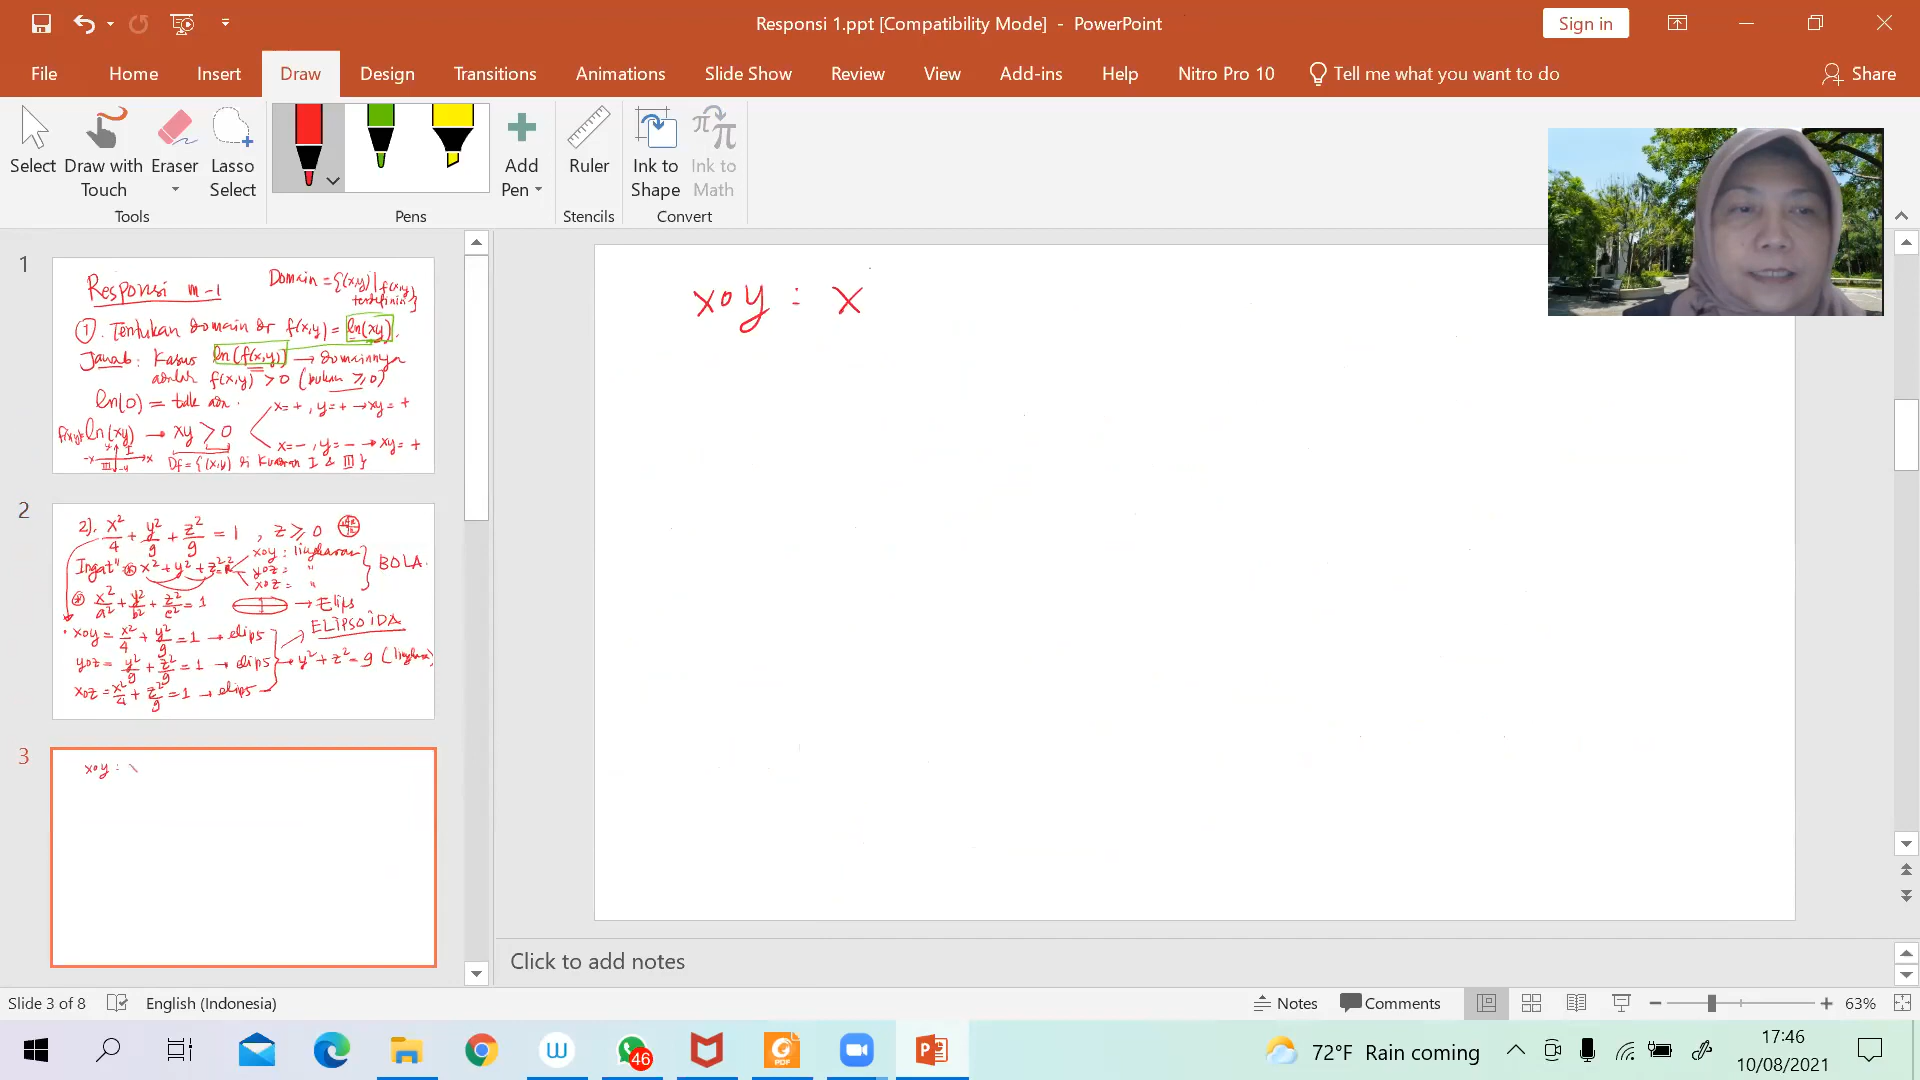 Responsi 1.ppt [Compatibility Mode] - PowerPoint
Sign in
File Home Insert Draw Design Transitions Animations Slide Show Review View Add-ins Help Nitro Pro 10 Tell me what you want to do Share
Select Draw with Touch Eraser Lasso Select Add Pen Ruler Ink to Shape Ink to Math
Tools Pens Stencils Convert
1
Responsi m-1 Domain = {(x,y) | f(x,y) terdefinisi}
① . Tentukan Domain dr f(x,y) = ln(xy).
Jawab : Kasus ln(f(x,y)) → Domainnya
adalah f(x,y) > 0 (bukan ≥ 0)
ln(0) = tdk ada.
x = +, y = + → xy = +
ln(xy) → xy > 0
x = -, y = - → xy = +
Df = {(x,y) di Kuadran I & III}
2
2). x²/4 + y²/9 + z²/9 = 1 , z ≥ 0
Ingat" x² + y² + z² =
xoy : lingkaran
yoz = "
xoz = "
BOLA
x²/a² + y²/b² + z²/c² = 1 → Elips
ELIPSOIDA
xoy = x²/4 + y²/9 = 1 → elips
yoz = y²/9 + z²/9 = 1 → elips → y² + z² = 9
xoz = x²/4 + z²/9 = 1 → elips
3
xoy :
xoy : x
Click to add notes
Slide 3 of 8 English (Indonesia) Notes Comments 63%
46
PDF
72°F Rain coming
17:46
10/08/2021